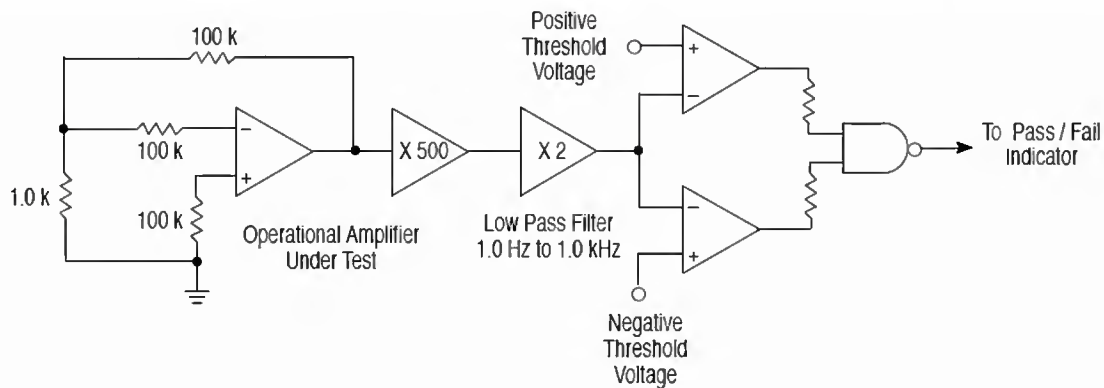 100 k
Positive
Threshold
Voltage
+
−
−
+
100 k
1.0 k
100 k
X 500
X 2
Operational Amplifier
Under Test
Low Pass Filter
1.0 Hz to 1.0 kHz
−
+
Negative
Threshold
Voltage
To Pass / Fail
Indicator